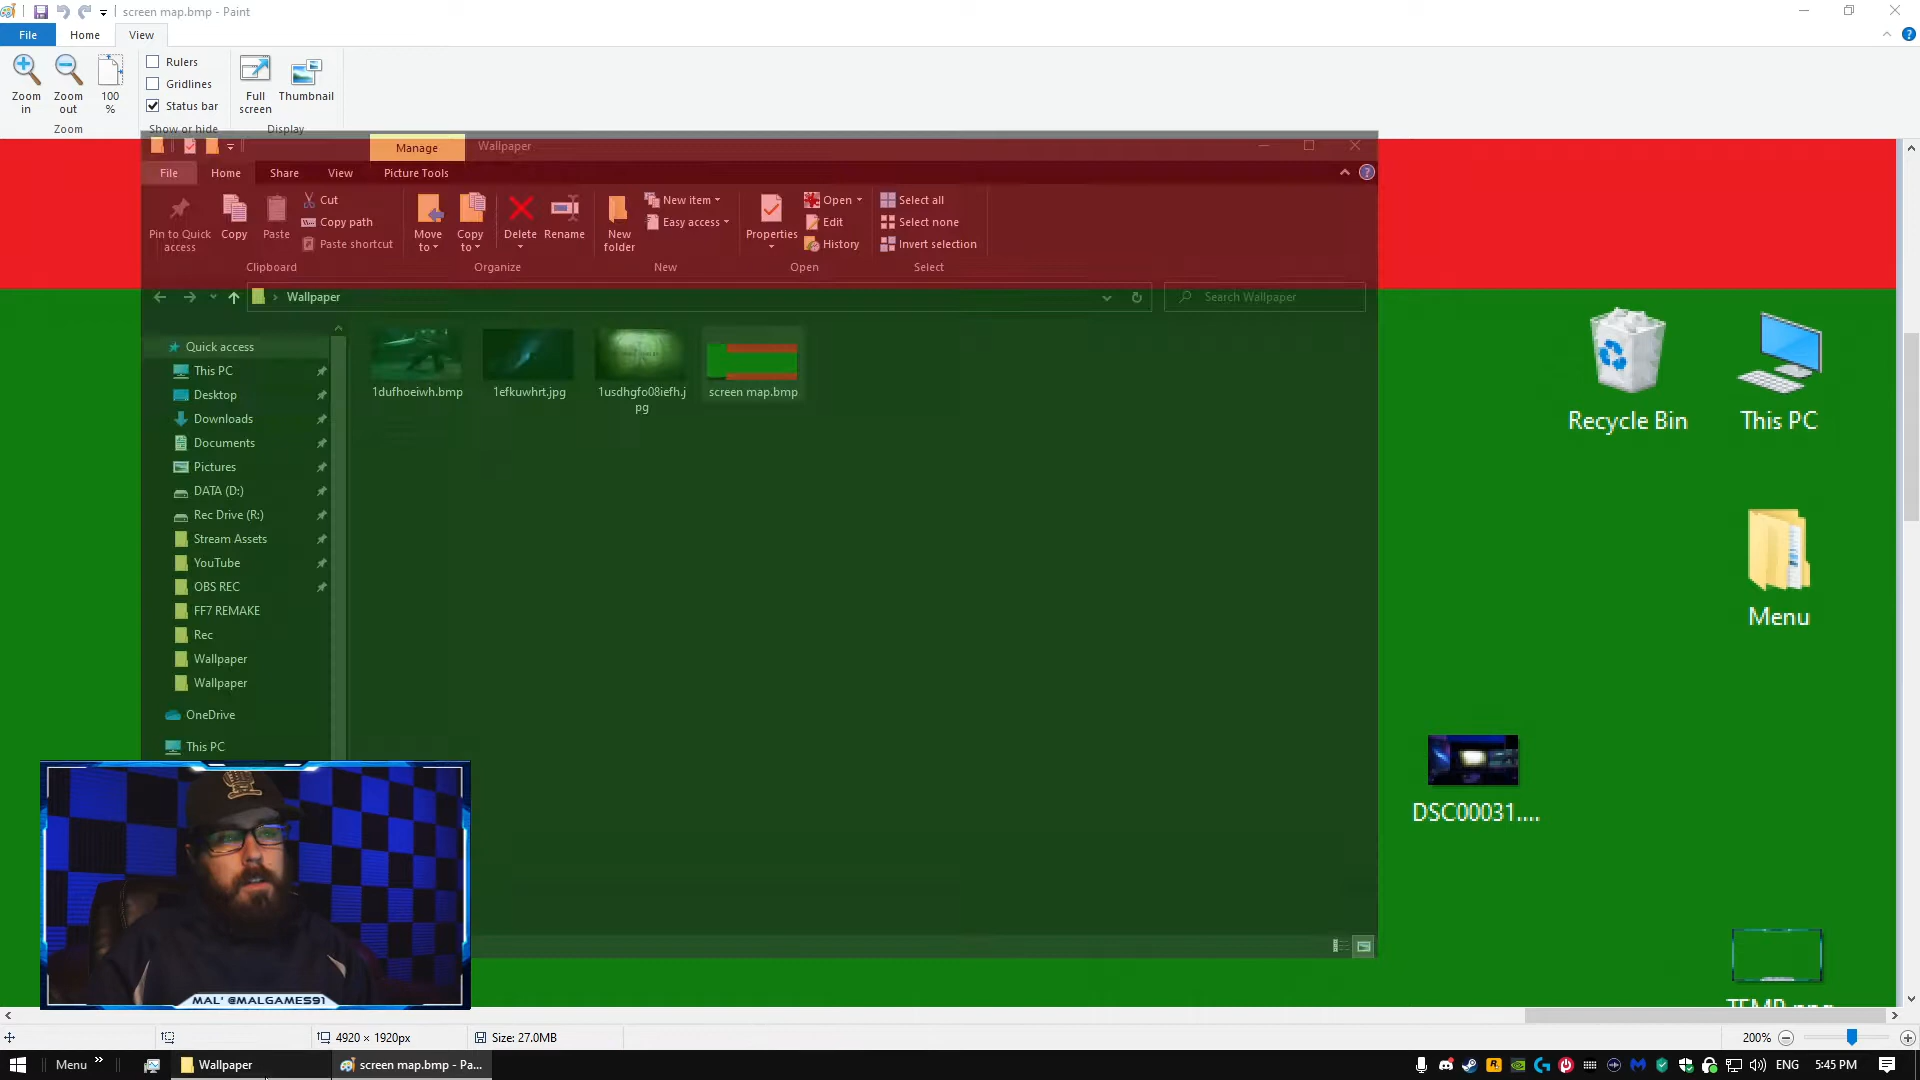 screen map.bmp - Paint
File
Home
View
Zoom in
Zoom out
100 %
Rulers
Gridlines
Status bar
Full screen
Thumbnail
Zoom
Show or hide
Display
Manage
Wallpaper
File
Home
Share
View
Picture Tools
Pin to Quick access
Copy
Paste
Cut
Copy path
Paste shortcut
Move to
Copy to
Delete
Rename
New folder
New item
Easy access
Properties
Open
Edit
History
Select all
Select none
Invert selection
Clipboard
Organize
New
Open
Select
Wallpaper
Search Wallpaper
Quick access
This PC
Desktop
Downloads
Documents
Pictures
DATA (D:)
Rec Drive (R:)
Stream Assets
YouTube
OBS REC
FF7 REMAKE
Rec
Wallpaper
Wallpaper
OneDrive
This PC
1dufhoeiwh.bmp
1efkuwhrt.jpg
1usdhgfo08iefh.j
pg
screen map.bmp
Recycle Bin
This PC
Menu
DSC00031....
TEMP.png
MAL' @MALGAMES91
4920 × 1920px
Size: 27.0MB
200%
Menu
Wallpaper
screen map.bmp - Pa...
ENG
5:45 PM